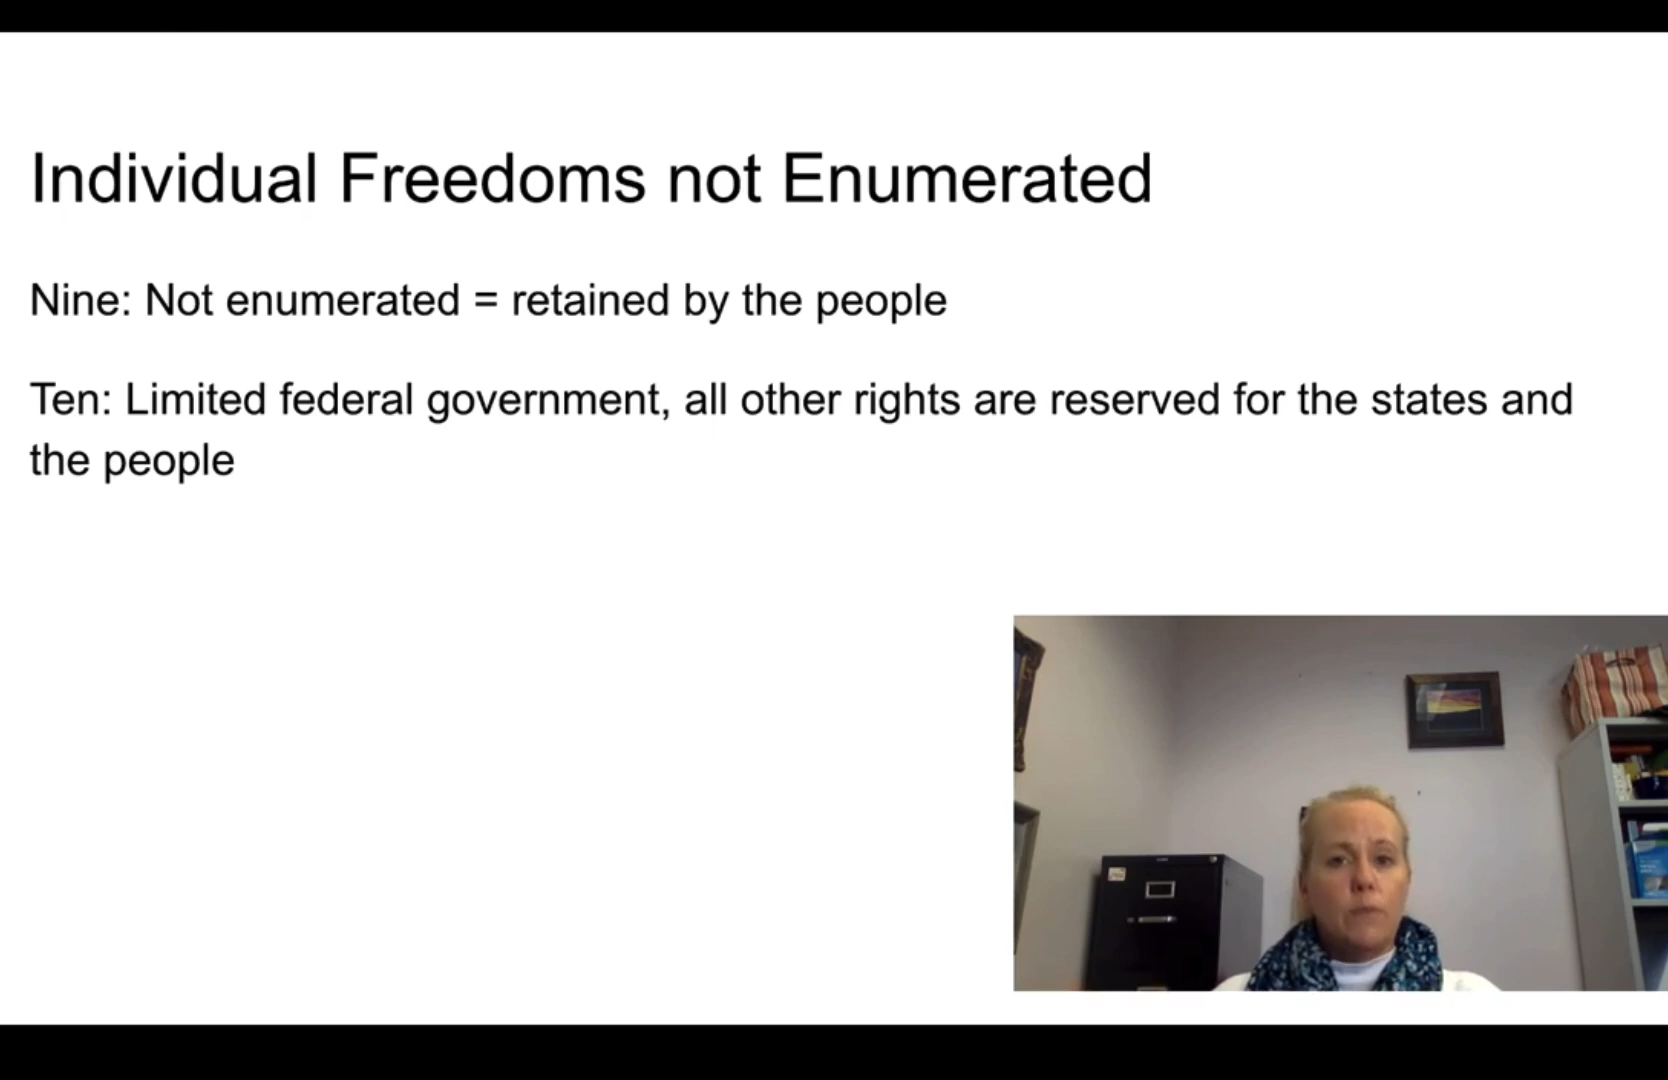 Individual Freedoms not Enumerated
Nine: Not enumerated = retained by the people
Ten: Limited federal government, all other rights are reserved for the states and
the people